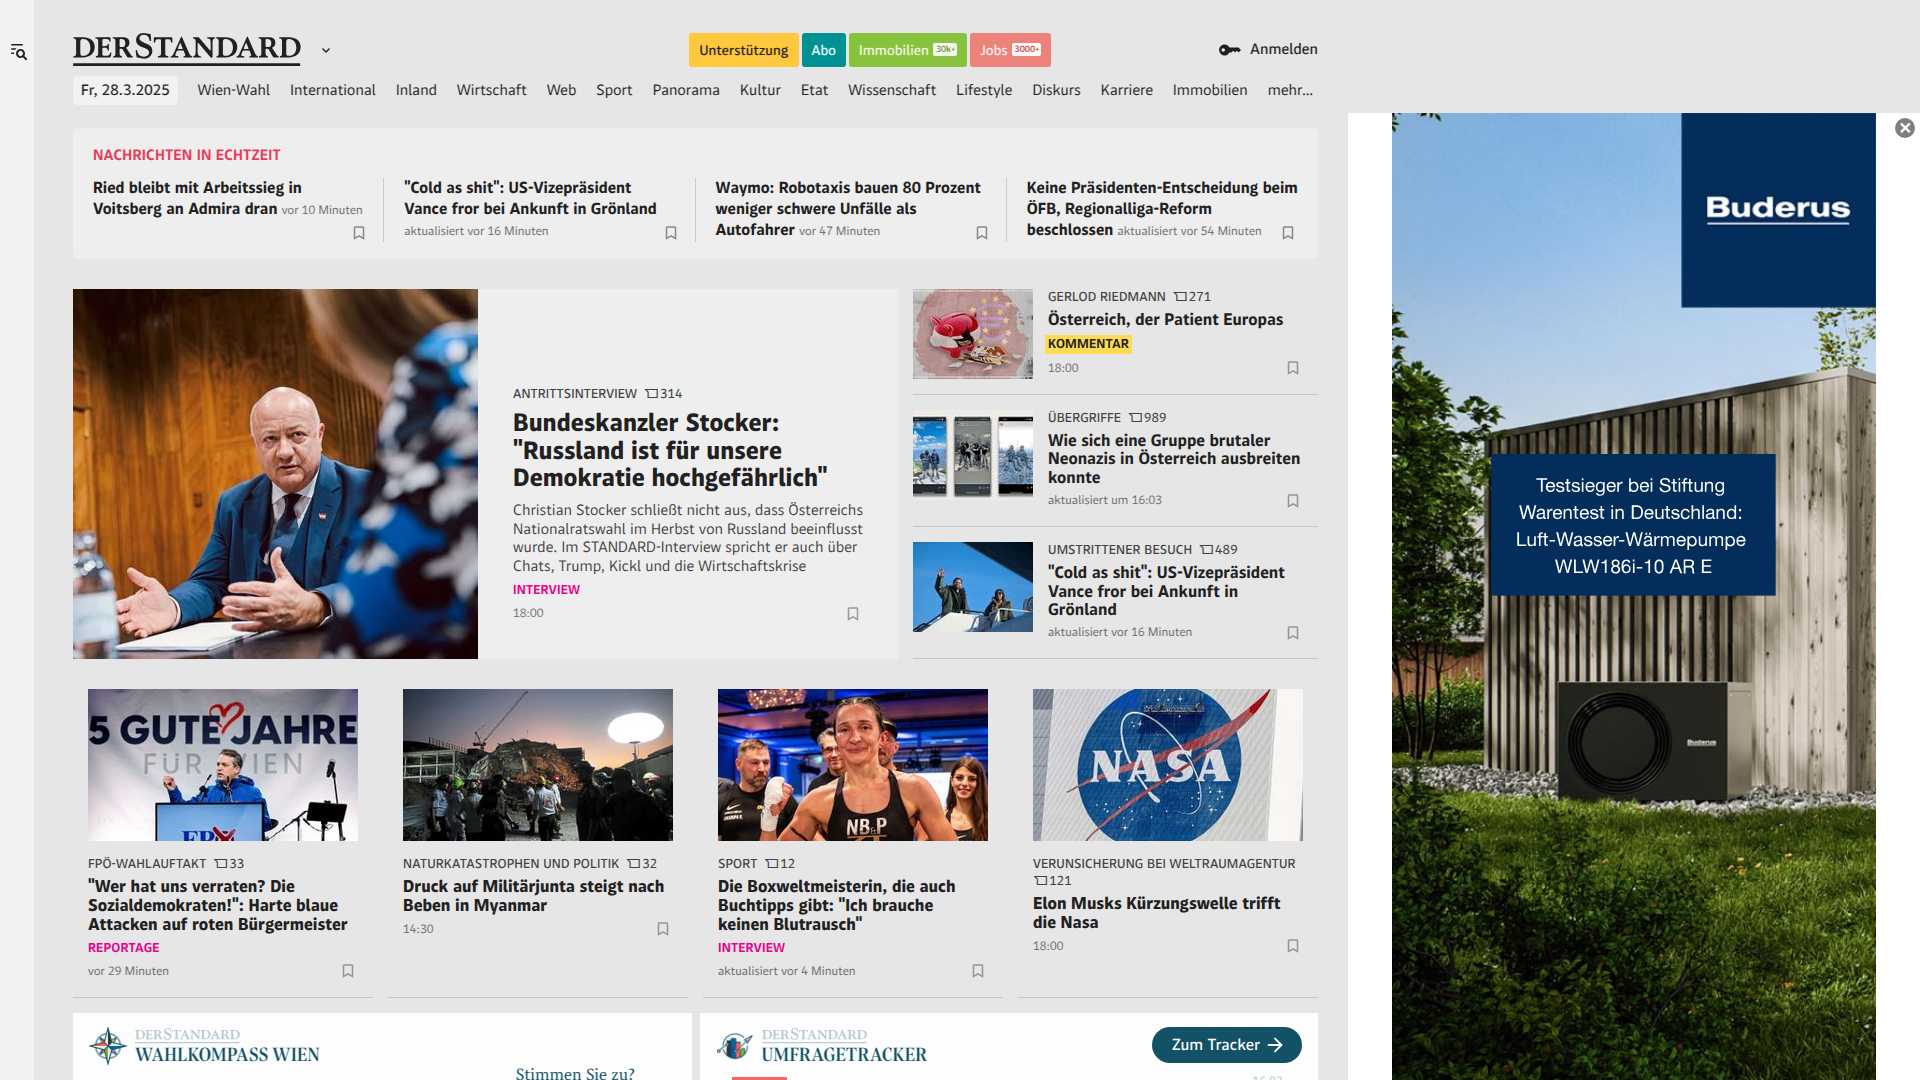 DERSTANDARD
Unterstützung
Abo
Immobilien 30k+
Jobs 3000+
Anmelden
Fr, 28.3.2025
Wien-Wahl
International
Inland
Wirtschaft
Web
Sport
Panorama
Kultur
Etat
Wissenschaft
Lifestyle
Diskurs
Karriere
Immobilien
mehr...
NACHRICHTEN IN ECHTZEIT
Ried bleibt mit Arbeitssieg in
Voitsberg an Admira dran vor 10 Minuten
"Cold as shit": US-Vizepräsident
Vance fror bei Ankunft in Grönland
aktualisiert vor 16 Minuten
Waymo: Robotaxis bauen 80 Prozent
weniger schwere Unfälle als
Autofahrer vor 47 Minuten
Keine Präsidenten-Entscheidung beim
ÖFB, Regionalliga-Reform
beschlossen aktualisiert vor 54 Minuten
ANTRITTSINTERVIEW 314
Bundeskanzler Stocker:
"Russland ist für unsere
Demokratie hochgefährlich"
Christian Stocker schließt nicht aus, dass Österreichs
Nationalratswahl im Herbst von Russland beeinflusst
wurde. Im STANDARD-Interview spricht er auch über
Chats, Trump, Kickl und die Wirtschaftskrise
INTERVIEW
18:00
GERLOD RIEDMANN 271
Österreich, der Patient Europas
KOMMENTAR
18:00
ÜBERGRIFFE 989
Wie sich eine Gruppe brutaler
Neonazis in Österreich ausbreiten
konnte
aktualisiert um 16:03
UMSTRITTENER BESUCH 489
"Cold as shit": US-Vizepräsident
Vance fror bei Ankunft in
Grönland
aktualisiert vor 16 Minuten
5 GUTE JAHRE
FÜR WIEN
FPÖ-WAHLAUFTAKT 33
"Wer hat uns verraten? Die
Sozialdemokraten!": Harte blaue
Attacken auf roten Bürgermeister
REPORTAGE
vor 29 Minuten
NATURKATASTROPHEN UND POLITIK 32
Druck auf Militärjunta steigt nach
Beben in Myanmar
14:30
NB&P
SPORT 12
Die Boxweltmeisterin, die auch
Buchtipps gibt: "Ich brauche
keinen Blutrausch"
INTERVIEW
aktualisiert vor 4 Minuten
NASA
VERUNSICHERUNG BEI WELTRAUMAGENTUR
121
Elon Musks Kürzungswelle trifft
die Nasa
18:00
DERSTANDARD
WAHLKOMPASS WIEN
Stimmen Sie zu?
DERSTANDARD
UMFRAGETRACKER
Zum Tracker
Buderus
Testsieger bei Stiftung
Warentest in Deutschland:
Luft-Wasser-Wärmepumpe
WLW186i-10 AR E
Buderus